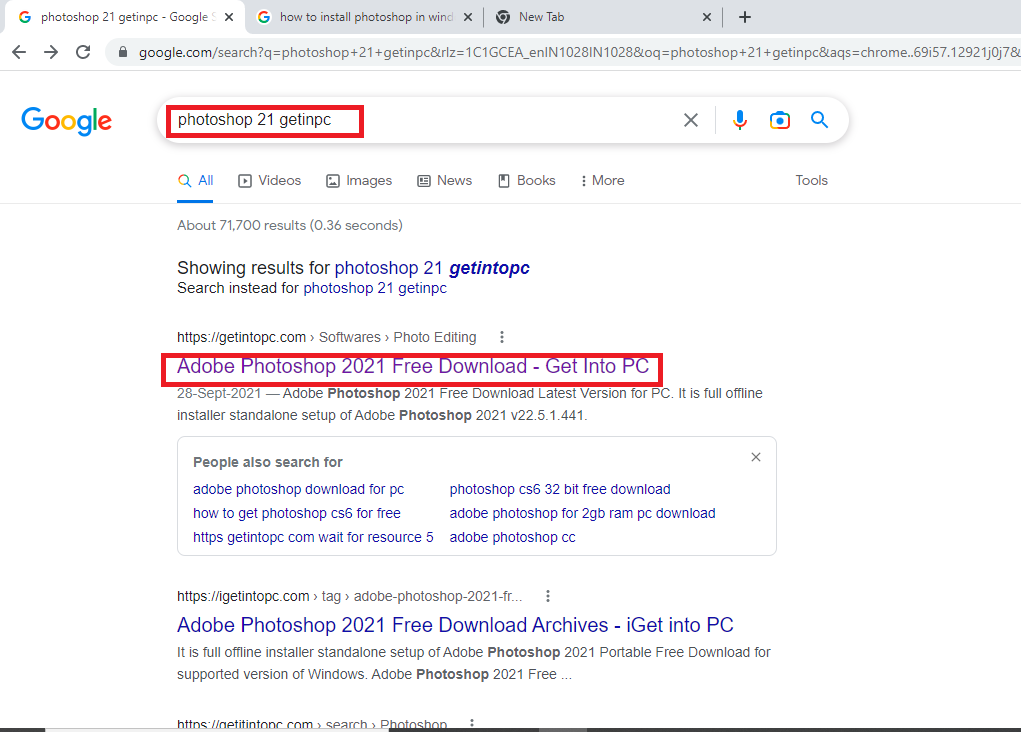 photoshop 21 getinpc - Google S
how to install photoshop in wind
New Tab
google.com/search?q=photoshop+21+getinpc&rlz=1C1GCEA_enIN1028IN1028&oq=photoshop+21+getinpc&aqs=chrome..69i57.12921j0j7&
Google
photoshop 21 getinpc
All Videos Images News Books More Tools
About 71,700 results (0.36 seconds)
Showing results for photoshop 21 getintopc
Search instead for photoshop 21 getinpc
https://getintopc.com › Softwares › Photo Editing
Adobe Photoshop 2021 Free Download - Get Into PC
28-Sept-2021 — Adobe Photoshop 2021 Free Download Latest Version for PC. It is full offline
installer standalone setup of Adobe Photoshop 2021 v22.5.1.441.
People also search for
adobe photoshop download for pc photoshop cs6 32 bit free download
how to get photoshop cs6 for free adobe photoshop for 2gb ram pc download
https getintopc com wait for resource 5 adobe photoshop cc
https://igetintopc.com › tag › adobe-photoshop-2021-fr...
Adobe Photoshop 2021 Free Download Archives - iGet into PC
It is full offline installer standalone setup of Adobe Photoshop 2021 Portable Free Download for
supported version of Windows. Adobe Photoshop 2021 Free ...
https://getitintopc.com › search › Photoshop